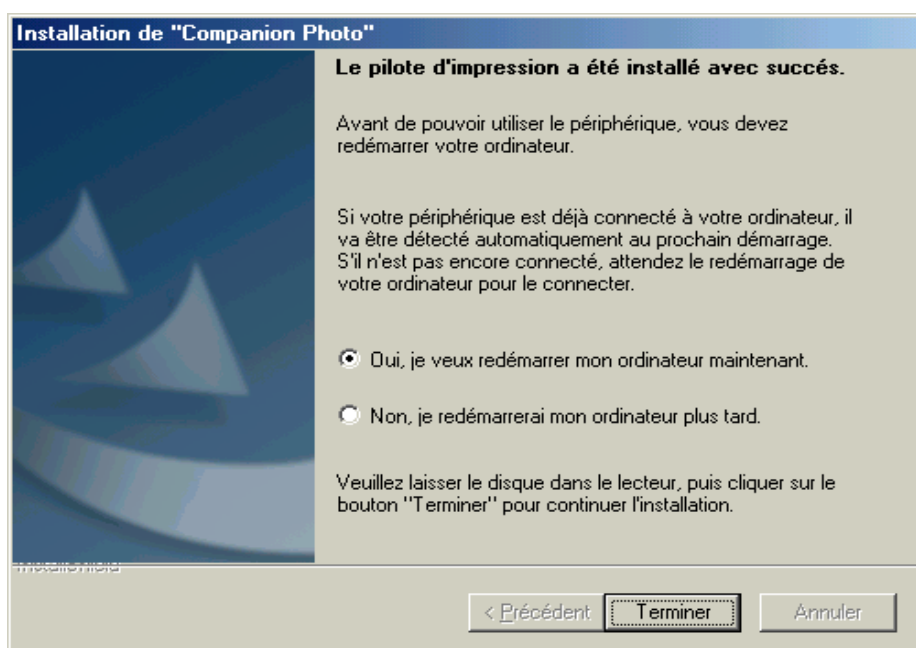 Installation de "Companion Photo"
Le pilote d'impression a été installé avec succés.
Avant de pouvoir utiliser le périphérique, vous devez
redémarrer votre ordinateur.
Si votre périphérique est déjà connecté à votre ordinateur, il
va être détecté automatiquement au prochain démarrage.
S'il n'est pas encore connecté, attendez le redémarrage de
votre ordinateur pour le connecter.
Oui, je veux redémarrer mon ordinateur maintenant.
Non, je redémarrerai mon ordinateur plus tard.
Veuillez laisser le disque dans le lecteur, puis cliquer sur le
bouton "Terminer" pour continuer l'installation.
InstallShield
< Précédent
Terminer
Annuler